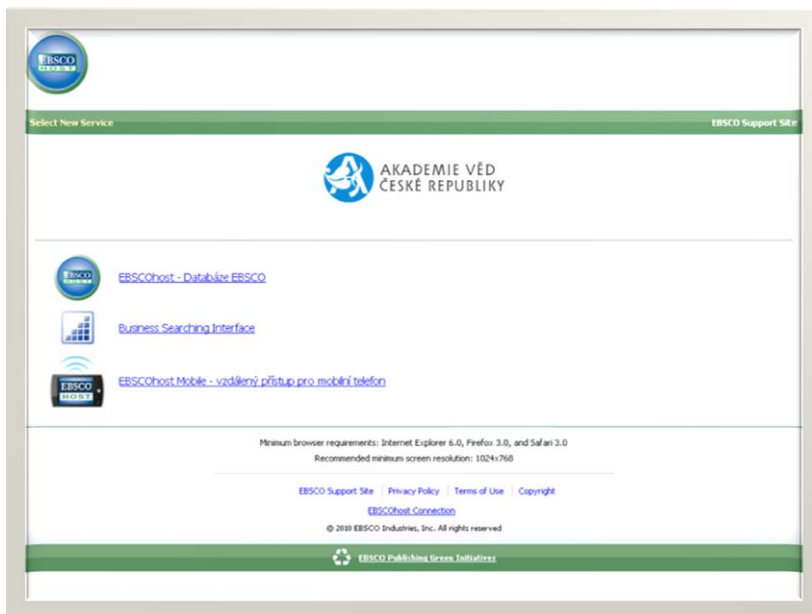 EBSCO
HOST
Select New Service
EBSCO Support Site
AKADEMIE VĚD
ČESKÉ REPUBLIKY
EBSCO
HOST
EBSCOhost - Databáze EBSCO
Business Searching Interface
EBSCO
HOST
EBSCOhost Mobile - vzdálený přístup pro mobilní telefon
Minimum browser requirements: Internet Explorer 6.0, Firefox 3.0, and Safari 3.0
Recommended minimum screen resolution: 1024x768
EBSCO Support Site | Privacy Policy | Terms of Use | Copyright
EBSCOhost Connection
© 2010 EBSCO Industries, Inc. All rights reserved
EBSCO Publishing Green Initiatives